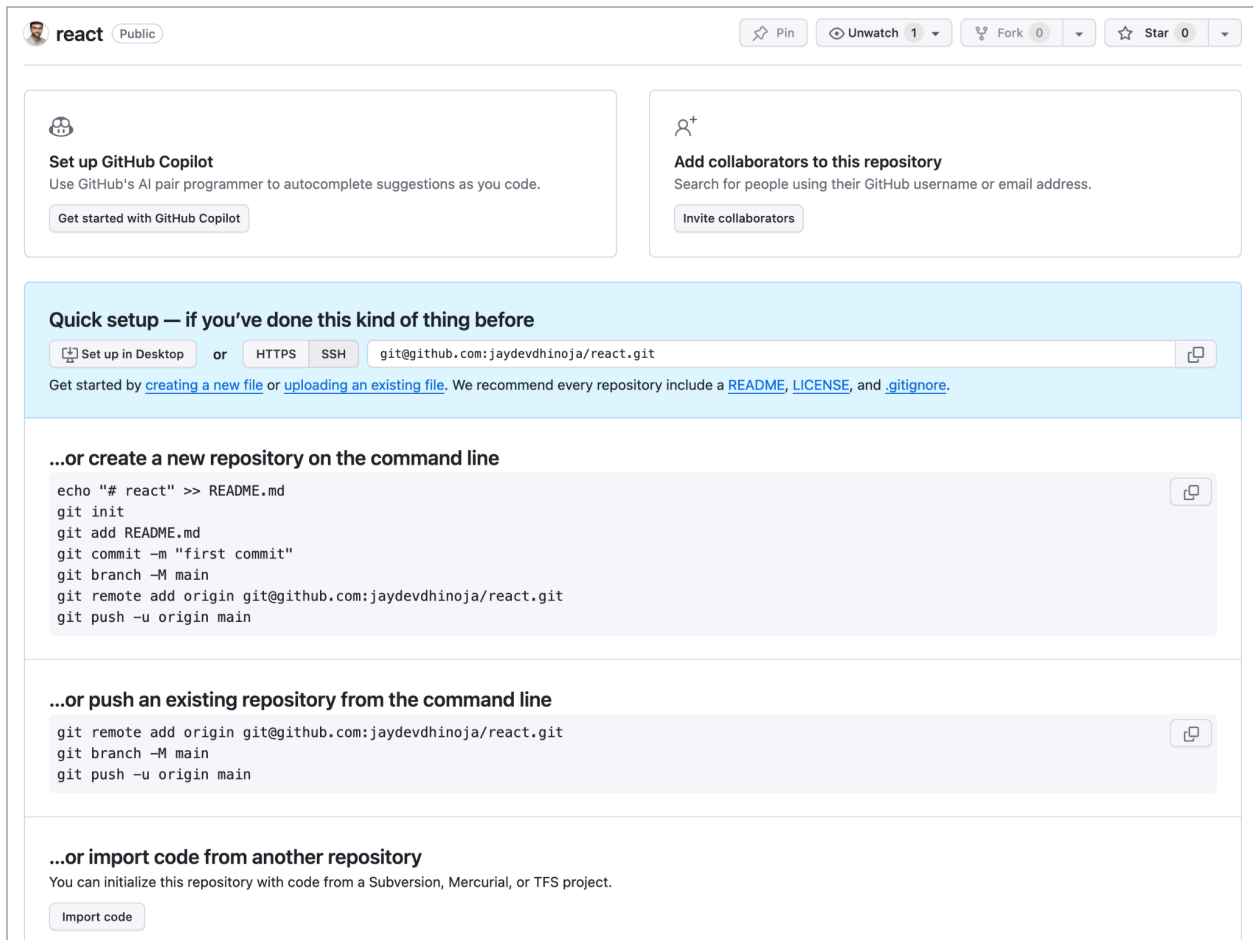 react Public Pin Unwatch 1 Fork 0 Star 0
Set up GitHub Copilot
Use GitHub's AI pair programmer to autocomplete suggestions as you code.
Get started with GitHub Copilot
Add collaborators to this repository
Search for people using their GitHub username or email address.
Invite collaborators
Quick setup — if you’ve done this kind of thing before
Set up in Desktop or HTTPS SSH git@github.com:jaydevdhinoja/react.git
Get started by creating a new file or uploading an existing file. We recommend every repository include a README, LICENSE, and .gitignore.
…or create a new repository on the command line
echo "# react" >> README.md
git init
git add README.md
git commit -m "first commit"
git branch -M main
git remote add origin git@github.com:jaydevdhinoja/react.git
git push -u origin main
…or push an existing repository from the command line
git remote add origin git@github.com:jaydevdhinoja/react.git
git branch -M main
git push -u origin main
…or import code from another repository
You can initialize this repository with code from a Subversion, Mercurial, or TFS project.
Import code